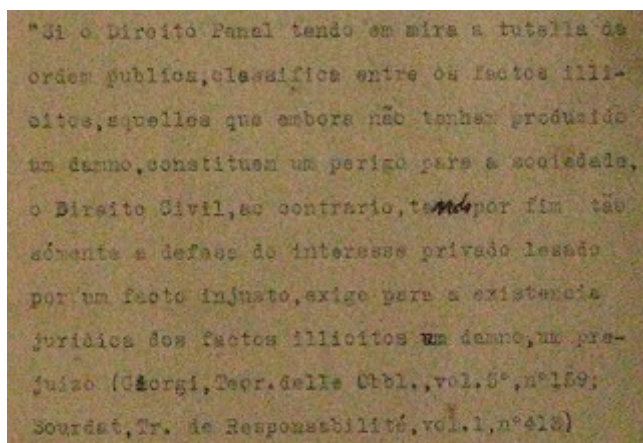 "Si o Direito Penal tendo em mira a tutella da
ordem publica,classifica entre os factos illi-
citos,aquelles que embora não tenham produzido
um damno,constituem um perigo para a sociedade,
o Direito Civil,ao contrario,tendo por fim tão
sómente a defesa do interesse privado lesado
por um facto injusto,exige para a existencia
juridica dos factos illicitos um damno,um pre-
juizo (Giorgi,Teor.delle Obbl.,vol.5º,nº159;
Sourdat,Tr. de Responsabilité,vol.1,nº413)